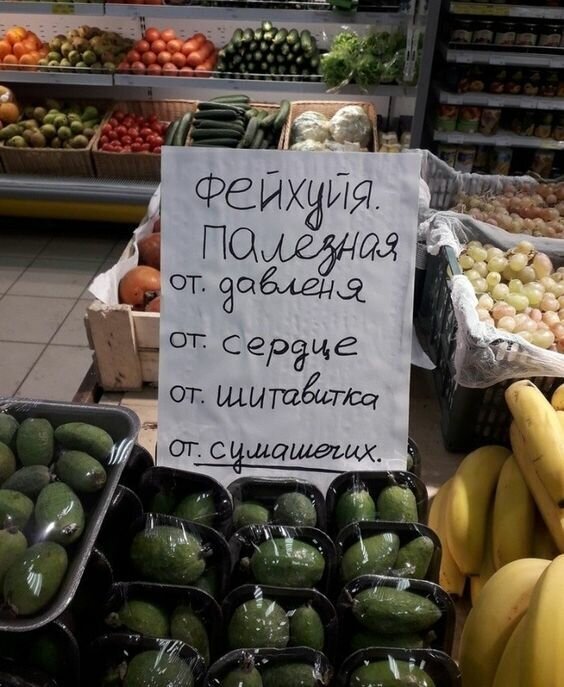 Фейхуйя.
Палезная
от. давленя
от. сердце
от. шитавитка
от. сумашечих.